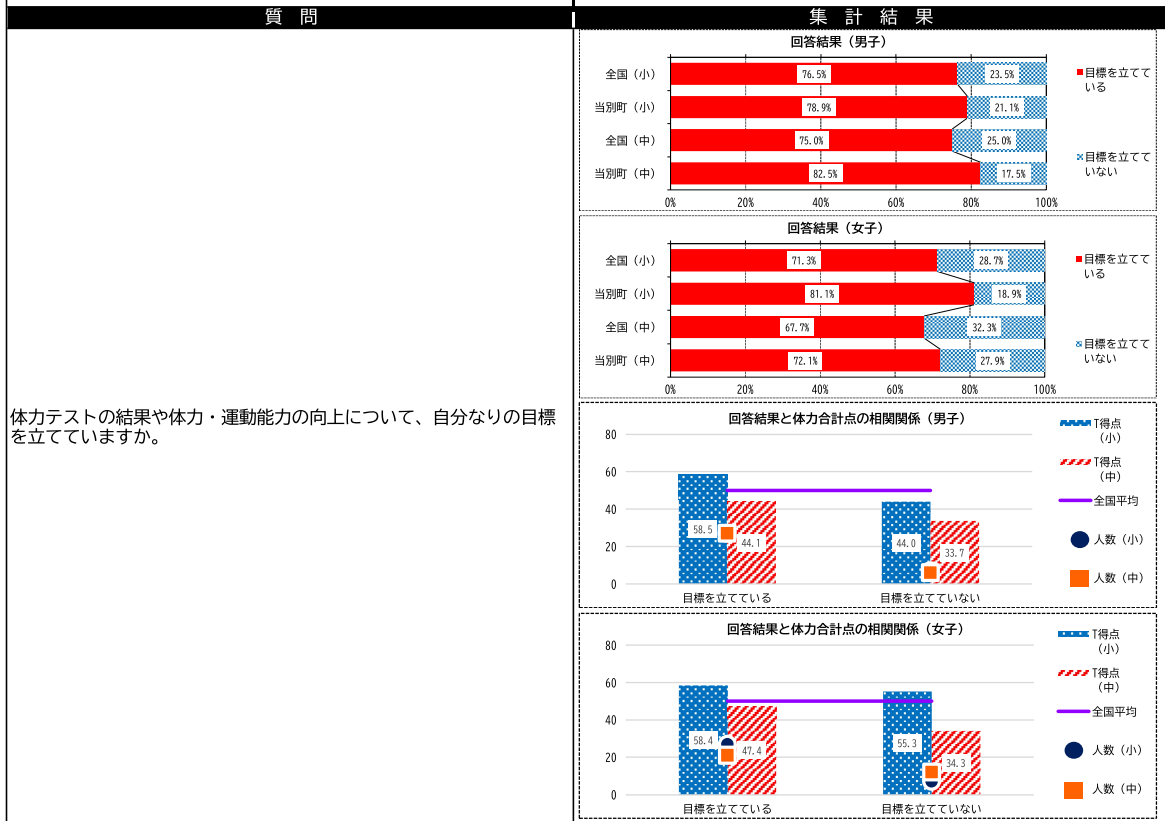 質　問
集　計　結　果
体力テストの結果や体力・運動能力の向上について、自分なりの目標
を立てていますか。
回答結果（男子）
全国（小）
76.5%
23.5%
当別町（小）
78.9%
21.1%
全国（中）
75.0%
25.0%
当別町（中）
82.5%
17.5%
0%
20%
40%
60%
80%
100%
目標を立てて
いる
目標を立てて
いない
回答結果（女子）
全国（小）
71.3%
28.7%
当別町（小）
81.1%
18.9%
全国（中）
67.7%
32.3%
当別町（中）
72.1%
27.9%
0%
20%
40%
60%
80%
100%
目標を立てて
いる
目標を立てて
いない
回答結果と体力合計点の相関関係（男子）
80
60
40
20
0
58.5
44.1
44.0
33.7
目標を立てている
目標を立てていない
T得点
（小）
T得点
（中）
全国平均
人数（小）
人数（中）
回答結果と体力合計点の相関関係（女子）
80
60
40
20
0
58.4
47.4
55.3
34.3
目標を立てている
目標を立てていない
T得点
（小）
T得点
（中）
全国平均
人数（小）
人数（中）